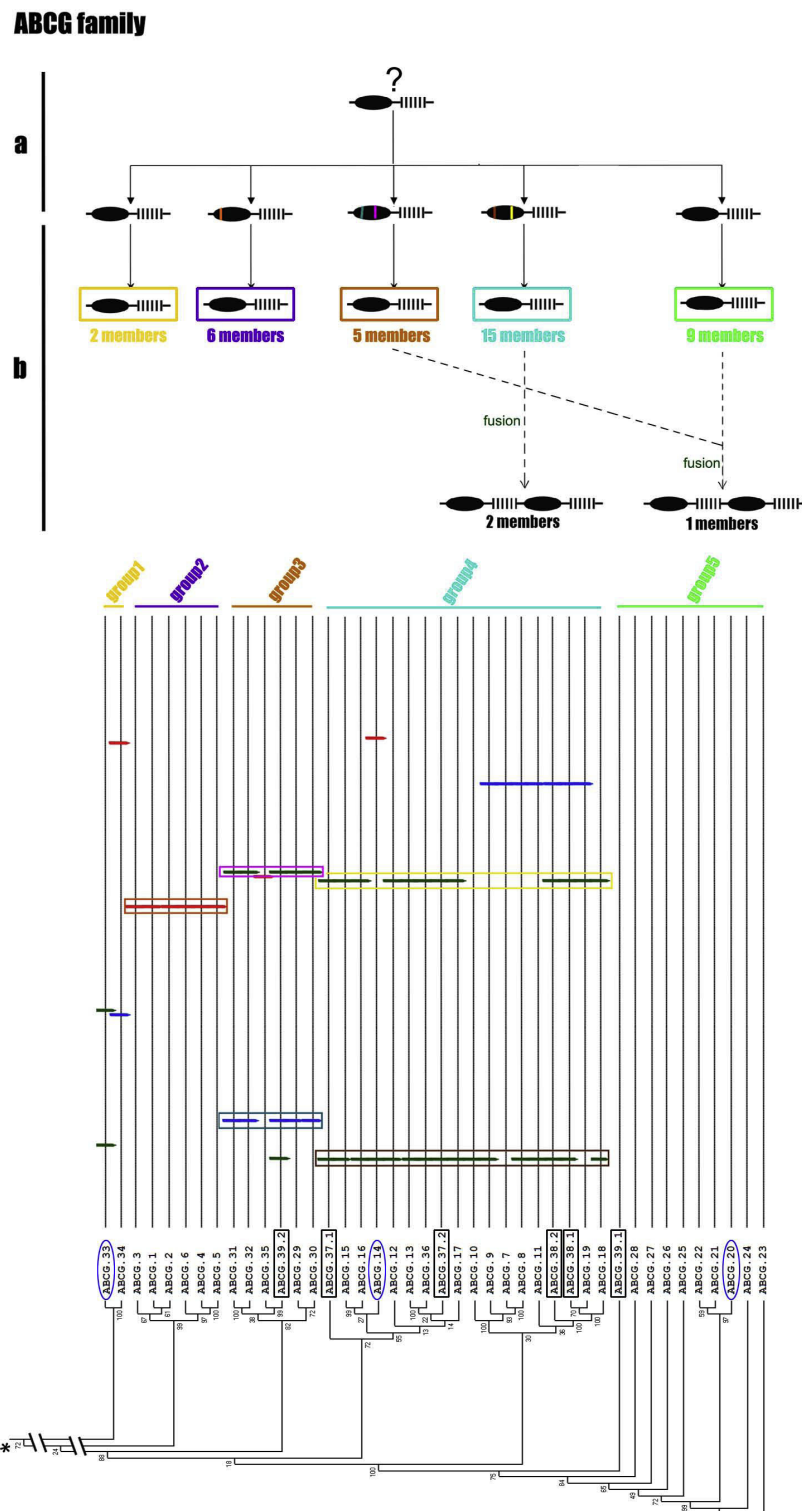 ABCG family
?
a
2 members
6 members
5 members
15 members
9 members
b
fusion
fusion
2 members
1 members
group1
group2
group3
group4
group5
ABCG.33
ABCG.34
ABCG.3
ABCG.1
ABCG.2
ABCG.6
ABCG.4
ABCG.5
ABCG.31
ABCG.32
ABCG.35
ABCG.39.2
ABCG.29
ABCG.30
ABCG.37.1
ABCG.15
ABCG.16
ABCG.14
ABCG.12
ABCG.13
ABCG.36
ABCG.37.2
ABCG.17
ABCG.10
ABCG.9
ABCG.7
ABCG.8
ABCG.11
ABCG.38.2
ABCG.38.1
ABCG.19
ABCG.18
ABCG.39.1
ABCG.28
ABCG.27
ABCG.26
ABCG.25
ABCG.22
ABCG.21
ABCG.20
ABCG.24
ABCG.23
100
67
61
99
97
100
100
38
99
82
72
99
27
72
55
100
13
22
14
100
93
100
30
36
100
70
100
59
97
*
72
24
88
18
100
75
84
65
49
72
99